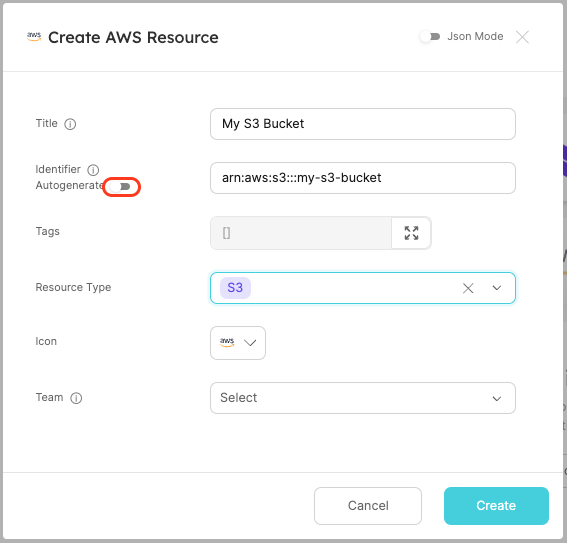 aws Create AWS Resource
Json Mode
Title
My S3 Bucket
Identifier
Autogenerate
arn:aws:s3:::my-s3-bucket
Tags
[]
Resource Type
S3
Icon
aws
Team
Select
Cancel
Create